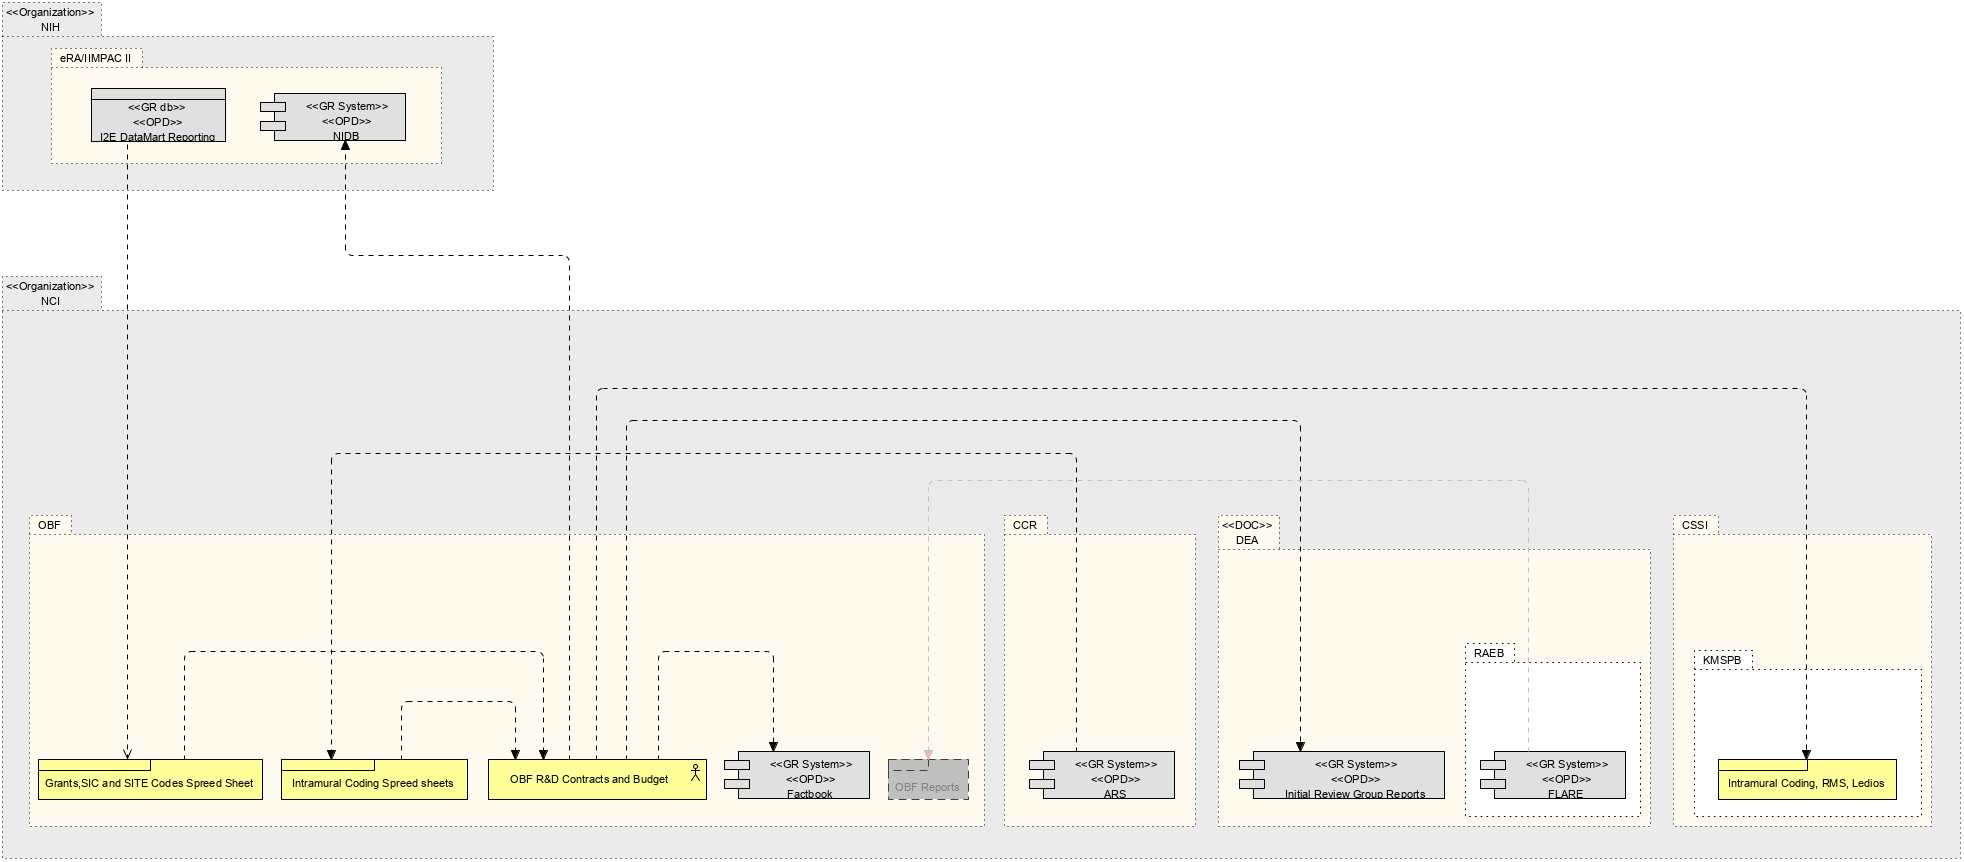 <<Organization>>
NIH
eRA/IIMPAC II
<<GR db>>
<<OPD>>
I2E DataMart Reporting
<<GR System>>
<<OPD>>
NIDB
<<Organization>>
NCI
OBF
Grants,SIC and SITE Codes Spreed Sheet
Intramural Coding Spreed sheets
OBF R&D Contracts and Budget
<<GR System>>
<<OPD>>
Factbook
OBF Reports
CCR
<<GR System>>
<<OPD>>
ARS
<<DOC>>
DEA
<<GR System>>
<<OPD>>
Initial Review Group Reports
RAEB
<<GR System>>
<<OPD>>
FLARE
CSSI
KMSPB
Intramural Coding, RMS, Ledios